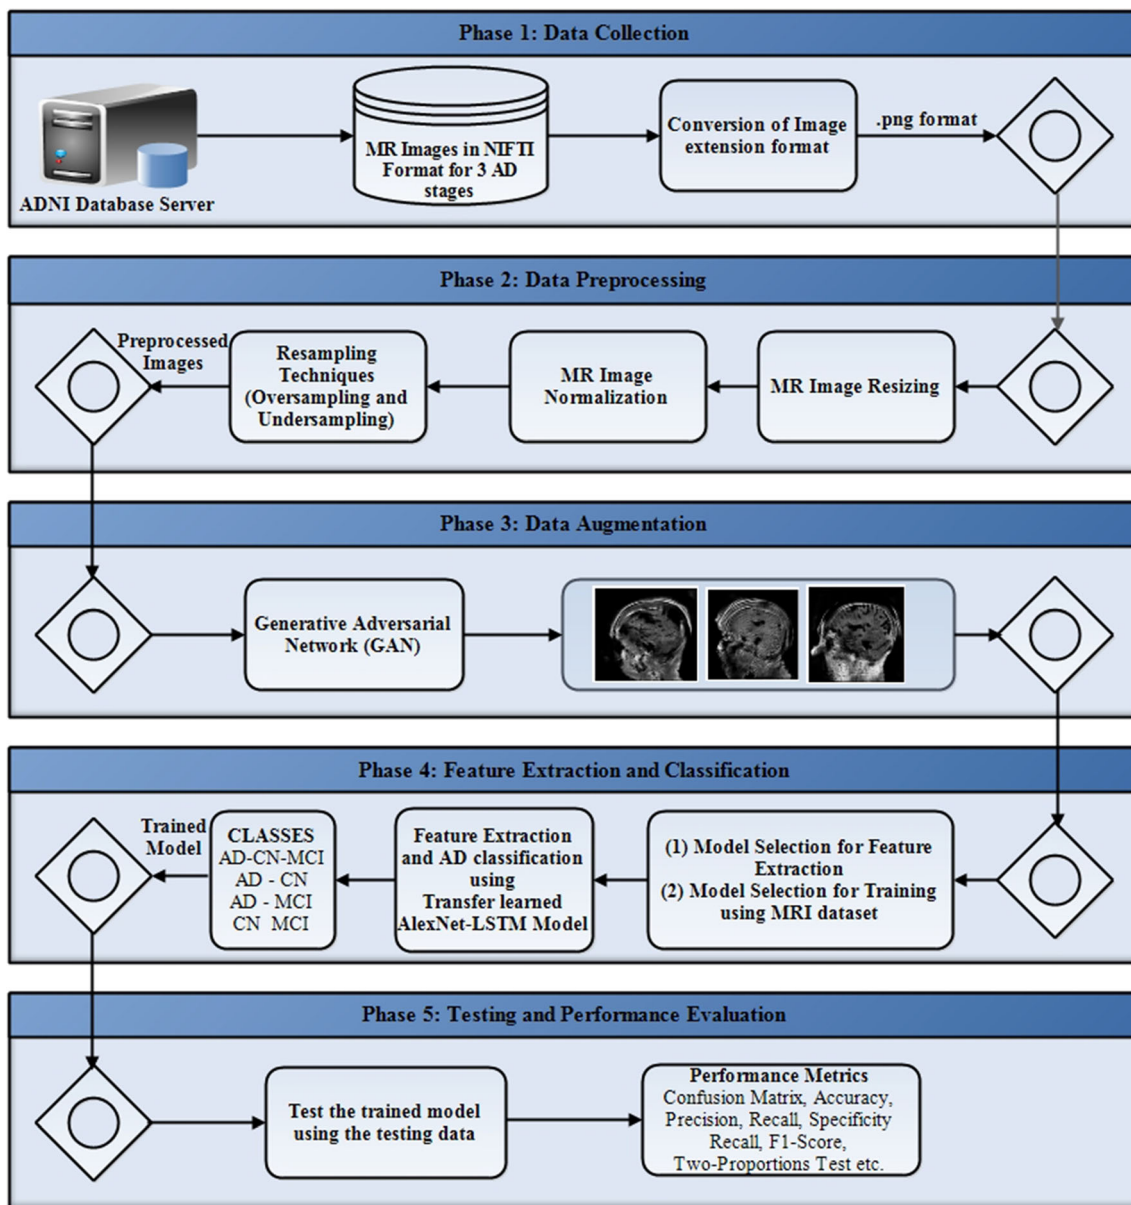 Phase 1: Data Collection
ADNI Database Server
MR Images in NIFTI
Format for 3 AD
stages
Conversion of Image
extension format
.png format
Phase 2: Data Preprocessing
Preprocessed
Images
Resampling
Techniques
(Oversampling and
Undersampling)
MR Image
Normalization
MR Image Resizing
Phase 3: Data Augmentation
Generative Adversarial
Network (GAN)
Phase 4: Feature Extraction and Classification
Trained
Model
CLASSES
AD-CN-MCI
AD - CN
AD - MCI
CN MCI
Feature Extraction
and AD classification
using
Transfer learned
AlexNet-LSTM Model
(1) Model Selection for Feature
Extraction
(2) Model Selection for Training
using MRI dataset
Phase 5: Testing and Performance Evaluation
Test the trained model
using the testing data
Performance Metrics
Confusion Matrix, Accuracy,
Precision, Recall, Specificity
Recall, F1-Score,
Two-Proportions Test etc.